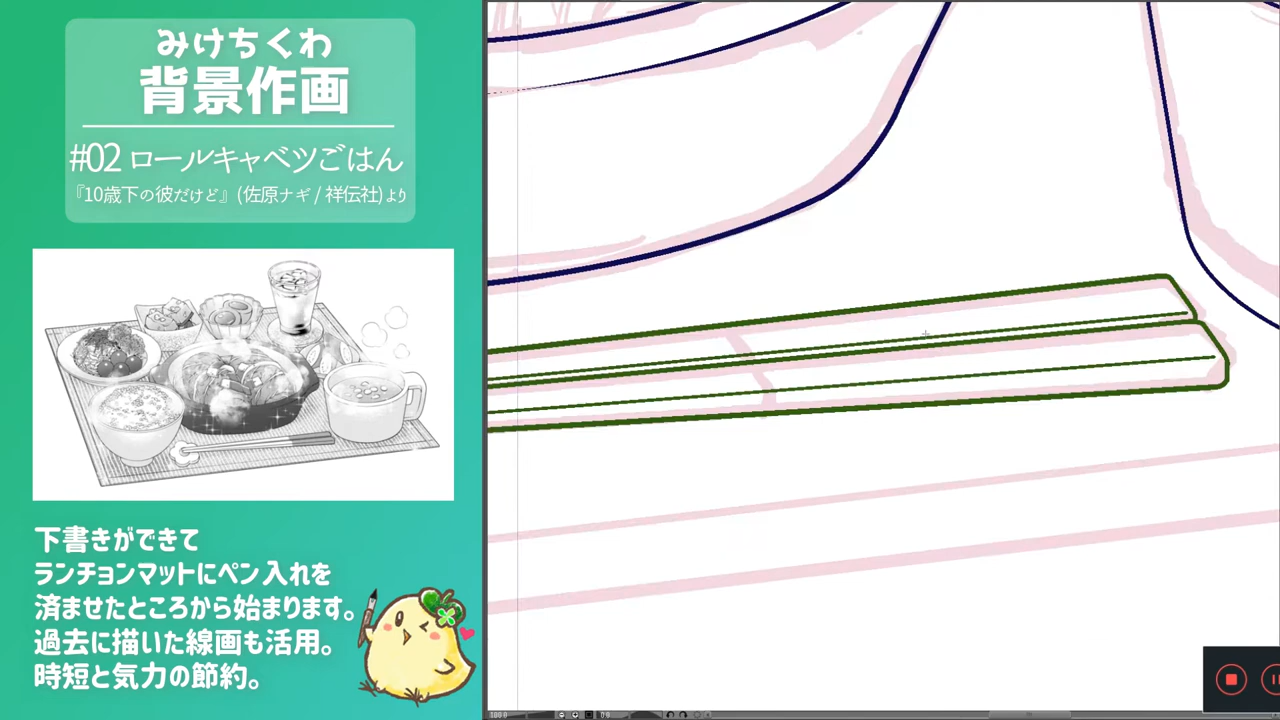 みけちくわ
背景作画
#02 ロールキャベツごはん
『10歳下の彼だけど』(佐原ナギ / 祥伝社)より
下書きができて
ランチョンマットにペン入れを
済ませたところから始まります。
過去に描いた線画も活用。
時短と気力の節約。